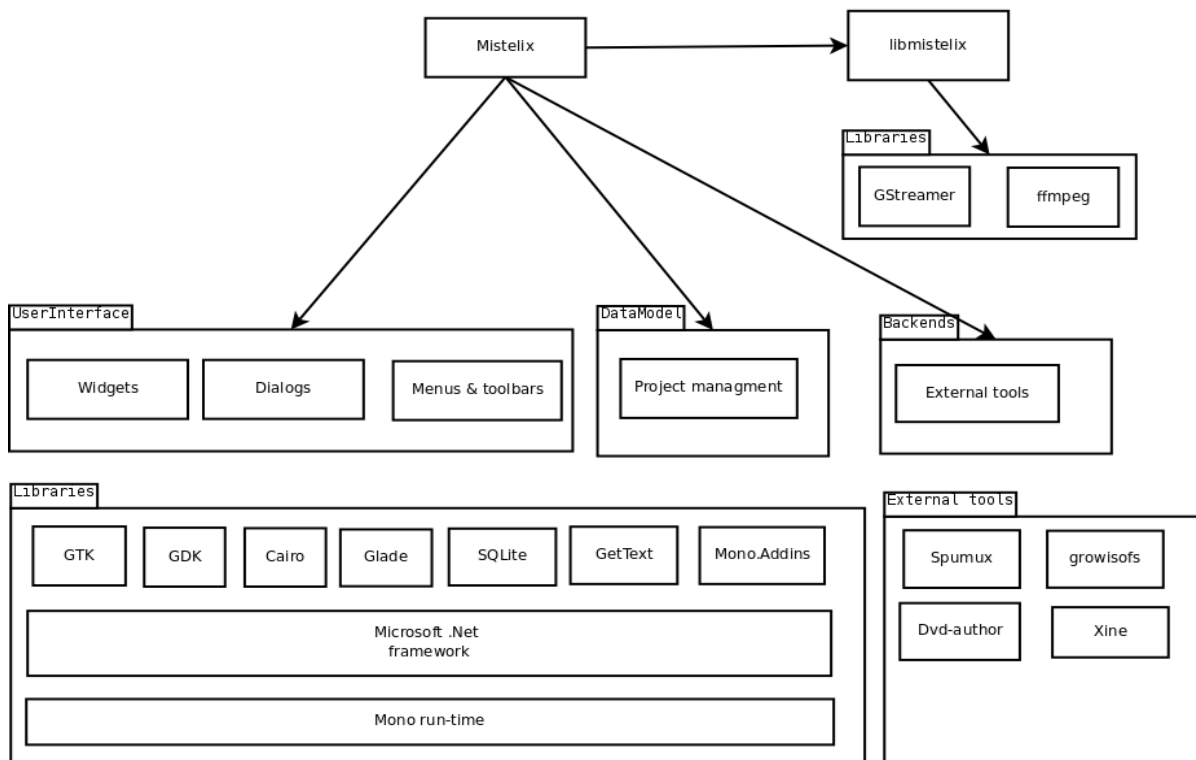 Mistelix
libmistelix
Libraries
GStreamer
ffmpeg
UserInterface
Widgets
Dialogs
Menus & toolbars
DataModel
Project managment
Backends
External tools
Libraries
GTK
GDK
Cairo
Glade
SQLite
GetText
Mono.Addins
Microsoft .Net
framework
Mono run-time
External tools
Spumux
growisofs
Dvd-author
Xine